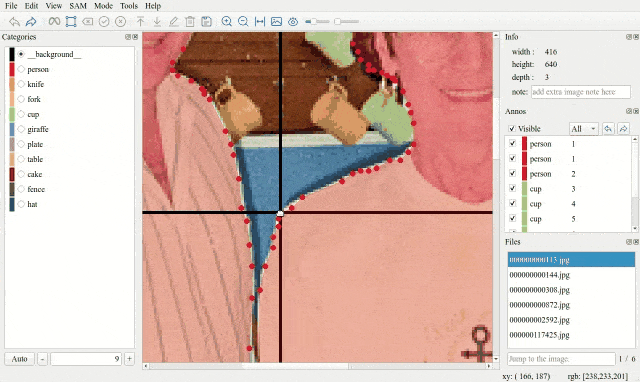 File Edit View SAM Mode Tools Help
Categories
__background__
person
knife
fork
cup
giraffe
plate
table
cake
fence
hat
Auto - 9 +
Info
width : 416
height: 640
depth : 3
note: add extra image note here
Annos
Visible All
person 1
person 1
person 2
cup 3
cup 4
cup 5
Files
000000000113.jpg
000000000144.jpg
000000000308.jpg
000000000872.jpg
000000002592.jpg
000000117425.jpg
Jump to the image. 1 / 6
xy: ( 166, 187) rgb: [238,233,201]